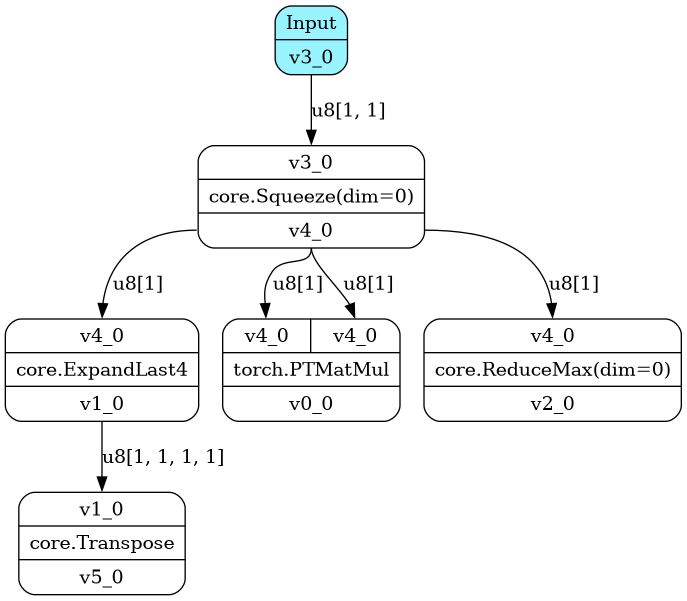 Input
v3_0
u8[1, 1]
v3_0
core.Squeeze(dim=0)
v4_0
u8[1]
u8[1]
u8[1]
u8[1]
v4_0
core.ExpandLast4
v1_0
v4_0
v4_0
torch.PTMatMul
v0_0
v4_0
core.ReduceMax(dim=0)
v2_0
u8[1, 1, 1, 1]
v1_0
core.Transpose
v5_0